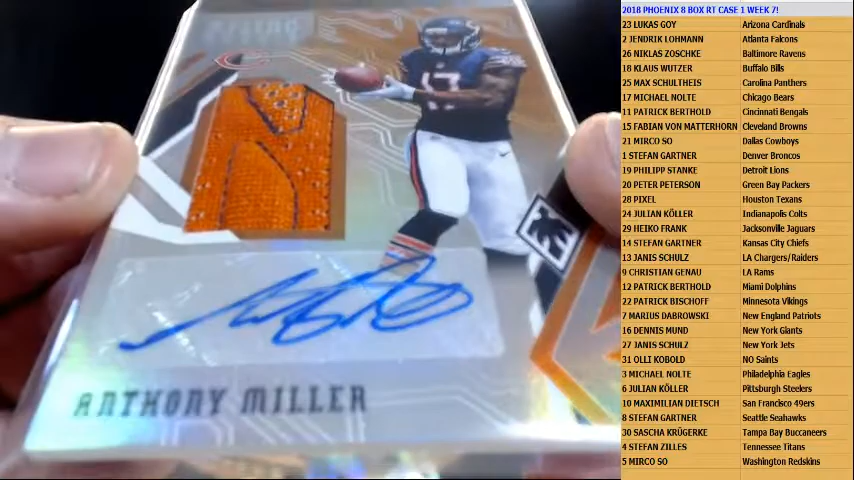 17
ANTHONY MILLER
2018 PHOENIX 8 BOX RT CASE 1 WEEK 7!
23 LUKAS GOY Arizona Cardinals
2 JENDRIK LOHMANN Atlanta Falcons
26 NIKLAS ZOSCHKE Baltimore Ravens
18 KLAUS WUTZER Buffalo Bills
25 MAX SCHULTHEIS Carolina Panthers
17 MICHAEL NOLTE Chicago Bears
11 PATRICK BERTHOLD Cincinnati Bengals
15 FABIAN VON MATTERHORN Cleveland Browns
21 MIRCO SO Dallas Cowboys
1 STEFAN GARTNER Denver Broncos
19 PHILIPP STANKE Detroit Lions
20 PETER PETERSON Green Bay Packers
28 PIXEL Houston Texans
24 JULIAN KÖLLER Indianapolis Colts
29 HEIKO FRANK Jacksonville Jaguars
14 STEFAN GARTNER Kansas City Chiefs
13 JANIS SCHULZ LA Chargers/Raiders
9 CHRISTIAN GENAU LA Rams
12 PATRICK BERTHOLD Miami Dolphins
22 PATRICK BISCHOFF Minnesota Vikings
7 MARIUS DABROWSKI New England Patriots
16 DENNIS MUND New York Giants
27 JANIS SCHULZ New York Jets
31 OLLI KOBOLD NO Saints
3 MICHAEL NOLTE Philadelphia Eagles
6 JULIAN KÖLLER Pittsburgh Steelers
10 MAXIMILIAN DIETSCH San Francisco 49ers
8 STEFAN GARTNER Seattle Seahawks
30 SASCHA KRÜGERKE Tampa Bay Buccaneers
4 STEFAN ZILLES Tennessee Titans
5 MIRCO SO Washington Redskins